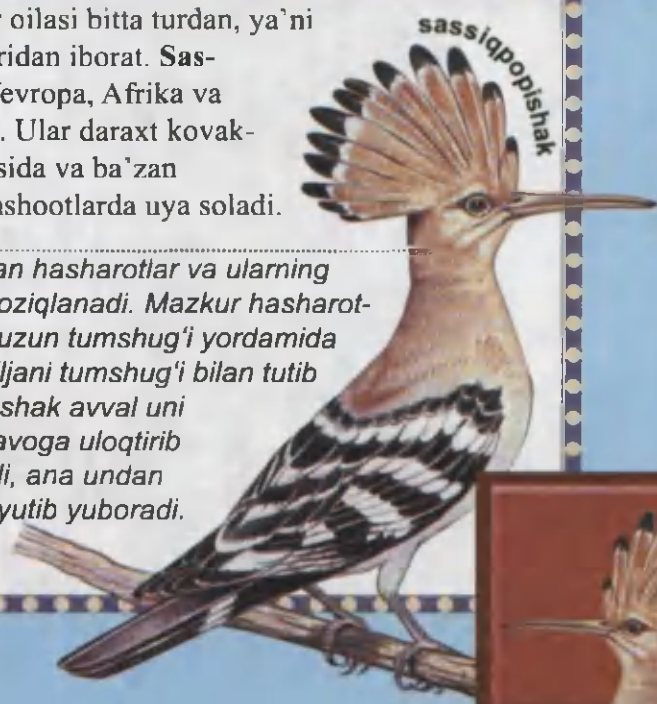 r oilasi bitta turdan, ya`ni
ridan iborat. Sas-
evropa, Afrika va
. Ular daraxt kovak-
sida va ba`zan
ashootlarda uya soladi.
an hasharotlar va ularning
oziqlanadi. Mazkur hasharot-
uzun tumshug'i yordamida
ljani tumshug'i bilan tutib
shak avval uni
avoga uloqtirib
li, ana undan
yutib yuboradi.
sassiqpopishak